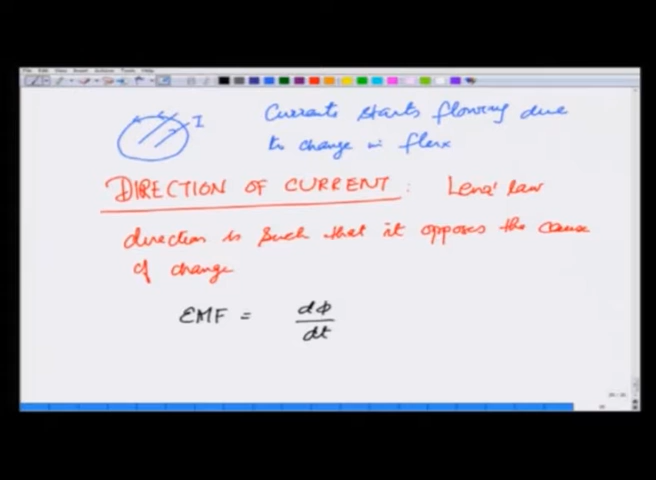 I
Currents starts flowing due
to change in flux
DIRECTION OF CURRENT : Lenz' law
direction is such that it opposes the cause
of change
EMF = dφ
dt